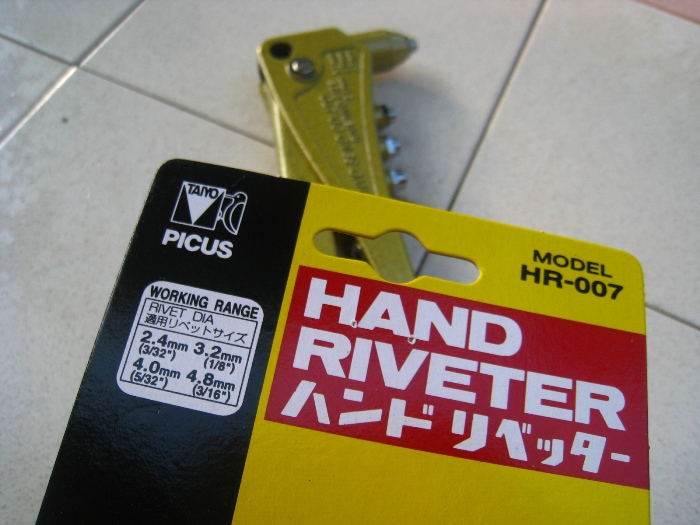 TAIYO
PICUS
WORKING RANGE
RIVET DIA
適用リベットサイズ
2.4mm 3.2mm
(3/32") (1/8")
4.0mm 4.8mm
(5/32") (3/16")
MODEL
HR-007
HAND
RIVETER
ハンドリベッター